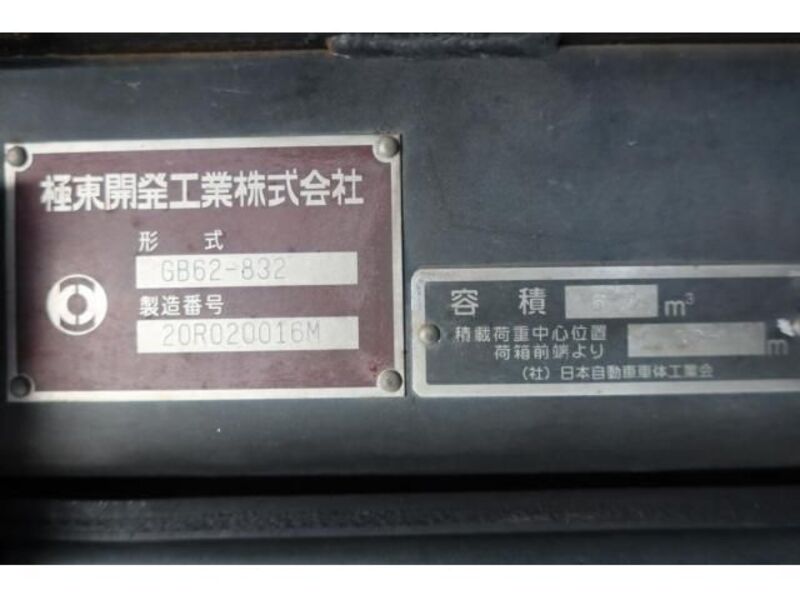 極東開発工業株式会社
形 式
GB62-832
製造番号
20R020016M
容 積 m³
積載荷重中心位置
荷箱前端より m
(社) 日本自動車車体工業会